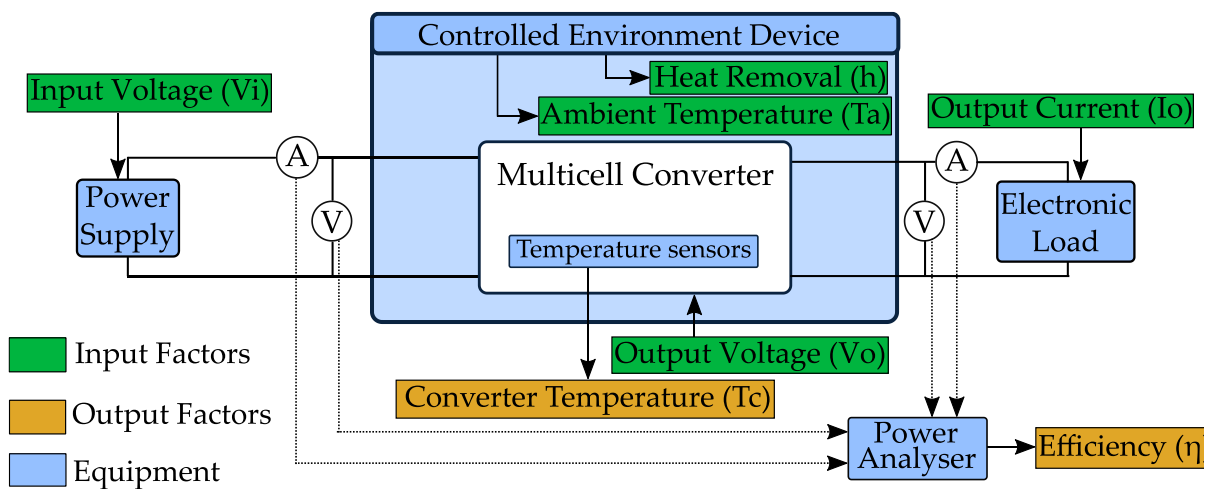 Controlled Environment Device
Input Voltage (Vi)
Heat Removal (h)
Ambient Temperature (Ta)
Output Current (Io)
A
A
Multicell Converter
Power
Supply
V
V
Electronic
Load
Temperature sensors
Input Factors
Output Voltage (Vo)
Converter Temperature (Tc)
Output Factors
Power
Analyser
Efficiency (η)
Equipment